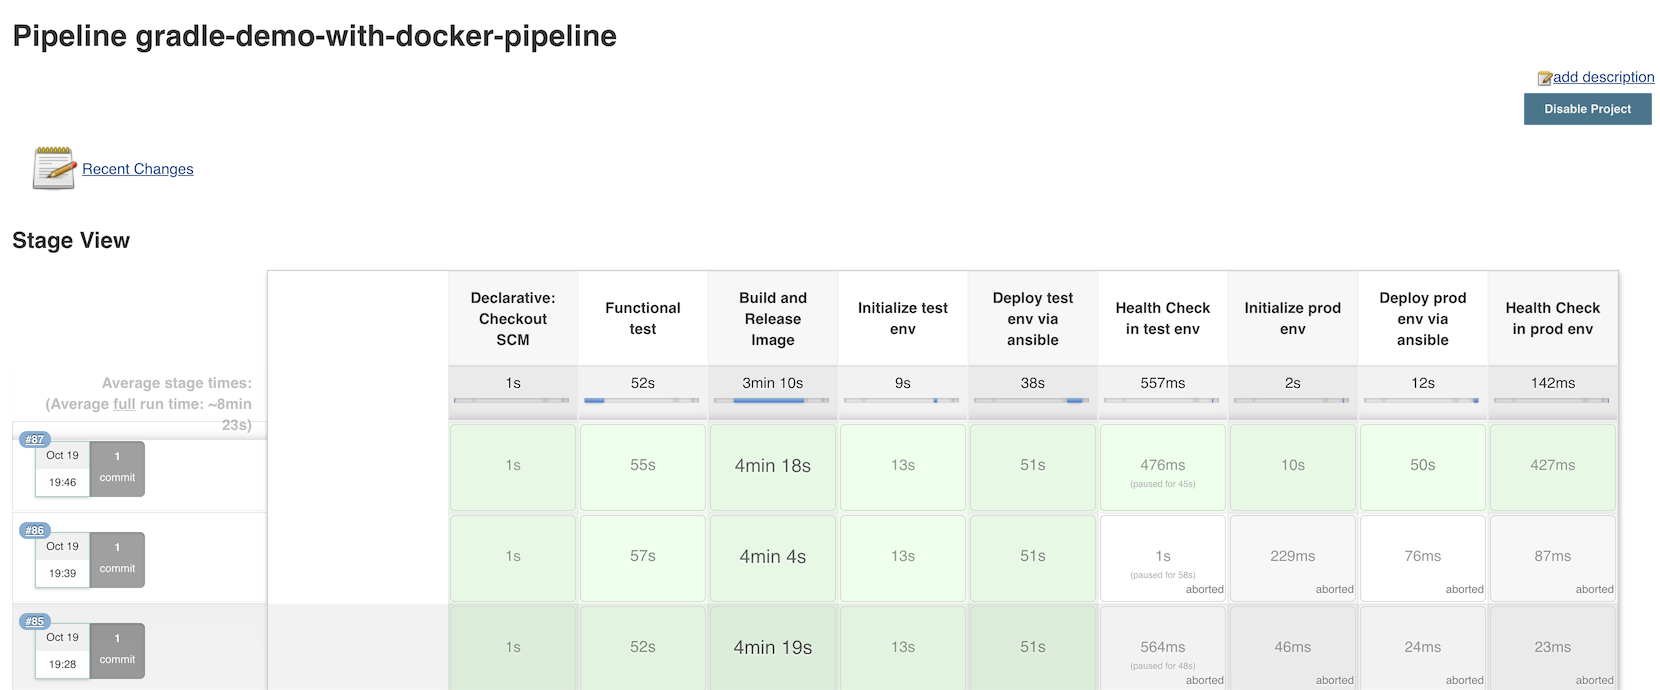 Pipeline gradle-demo-with-docker-pipeline
add description
Disable Project
Recent Changes
Stage View
Declarative:
Checkout
SCM
Functional
test
Build and
Release
Image
Initialize test
env
Deploy test
env via
ansible
Health Check
in test env
Initialize prod
env
Deploy prod
env via
ansible
Health Check
in prod env
Average stage times:
(Average full run time: ~8min
23s)
1s
52s
3min 10s
9s
38s
557ms
2s
12s
142ms
#87
Oct 19
19:46
1
commit
1s
55s
4min 18s
13s
51s
476ms
(paused for 45s)
10s
50s
427ms
#86
Oct 19
19:39
1
commit
1s
57s
4min 4s
13s
51s
1s
(paused for 58s)
aborted
229ms
aborted
76ms
aborted
87ms
aborted
#85
Oct 19
19:28
1
commit
1s
52s
4min 19s
13s
51s
564ms
(paused for 48s)
aborted
46ms
aborted
24ms
aborted
23ms
aborted